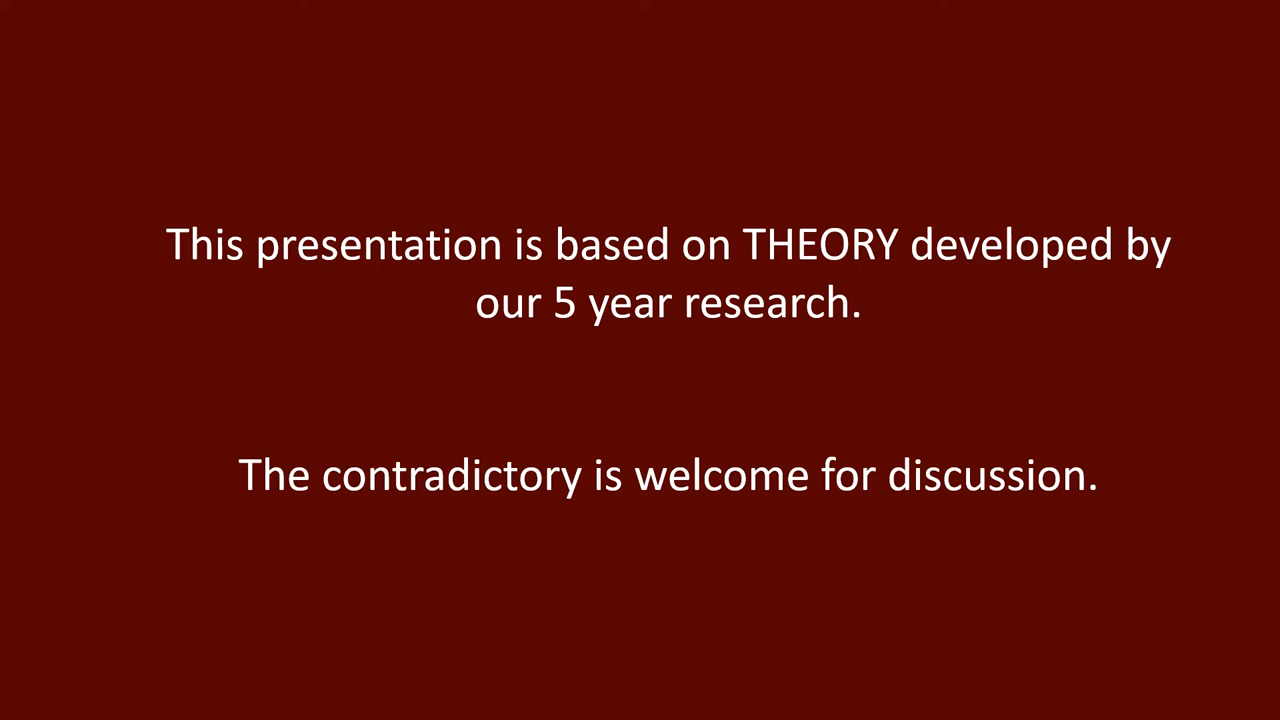 This presentation is based on THEORY developed by
our 5 year research.
The contradictory is welcome for discussion.